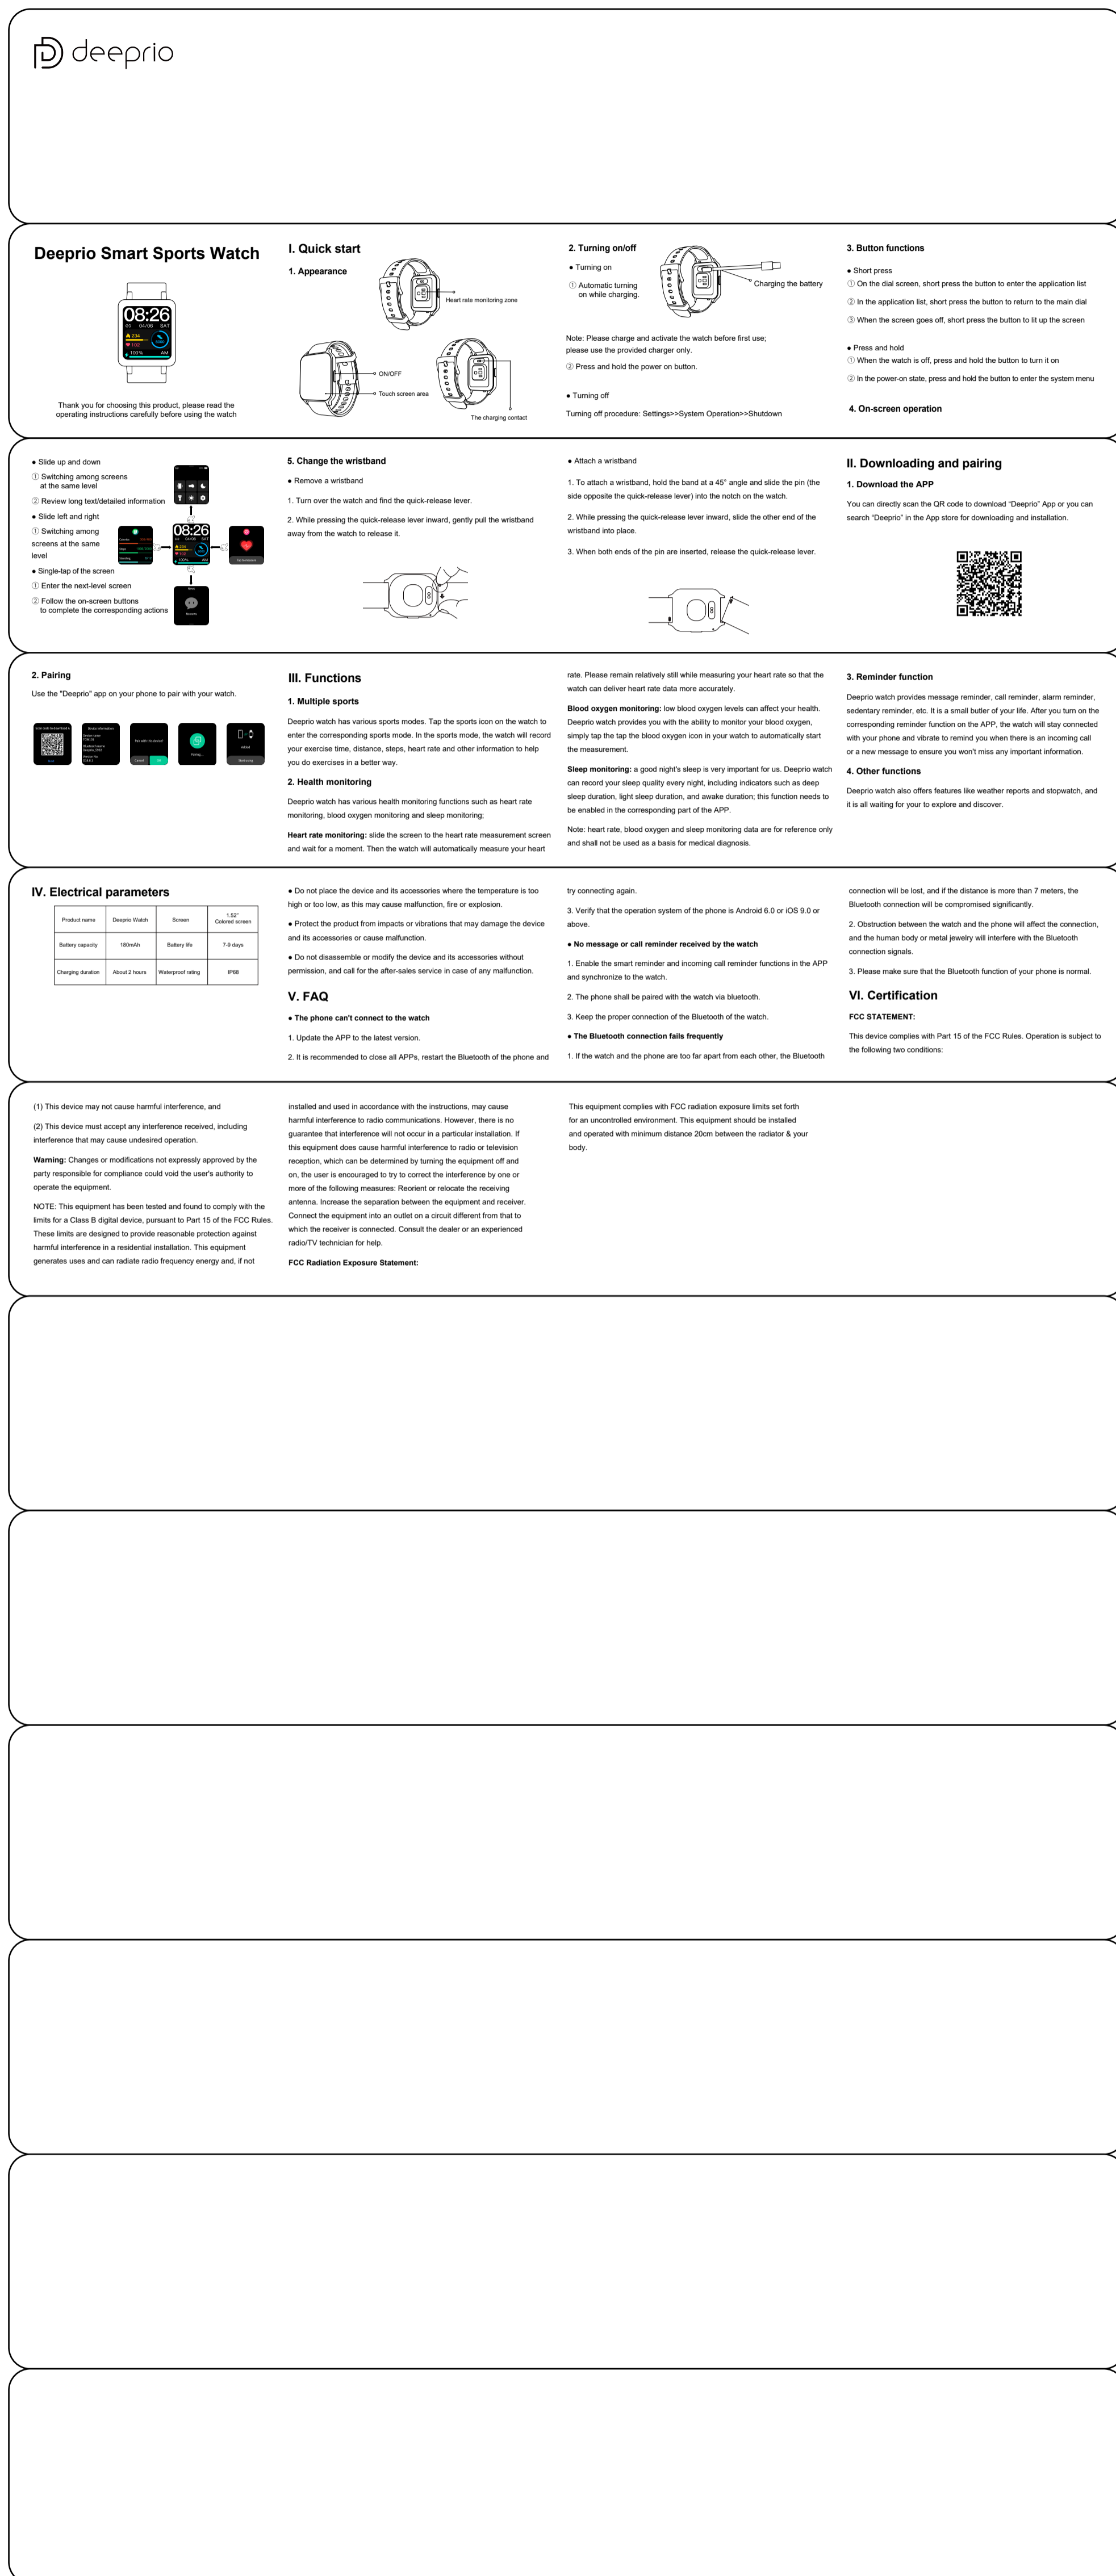 deeprio
Deeprio Smart Sports Watch
08:26
04/08 SAT
234
102
100% AM
Thank you for choosing this product, please read the
operating instructions carefully before using the watch
I. Quick start
1. Appearance
Heart rate monitoring zone
ON/OFF
Touch screen area
The charging contact
2. Turning on/off
● Turning on
① Automatic turning
on while charging.
Charging the battery
Note: Please charge and activate the watch before first use;
please use the provided charger only.
② Press and hold the power on button.
● Turning off
Turning off procedure: Settings>>System Operation>>Shutdown
3. Button functions
● Short press
① On the dial screen, short press the button to enter the application list
② In the application list, short press the button to return to the main dial
③ When the screen goes off, short press the button to lit up the screen
● Press and hold
① When the watch is off, press and hold the button to turn it on
② In the power-on state, press and hold the button to enter the system menu
4. On-screen operation
● Slide up and down
① Switching among screens
at the same level
② Review long text/detailed information
● Slide left and right
① Switching among
screens at the same
level
● Single-tap of the screen
① Enter the next-level screen
② Follow the on-screen buttons
to complete the corresponding actions
08:26
5. Change the wristband
● Remove a wristband
1. Turn over the watch and find the quick-release lever.
2. While pressing the quick-release lever inward, gently pull the wristband
away from the watch to release it.
● Attach a wristband
1. To attach a wristband, hold the band at a 45° angle and slide the pin (the
side opposite the quick-release lever) into the notch on the watch.
2. While pressing the quick-release lever inward, slide the other end of the
wristband into place.
3. When both ends of the pin are inserted, release the quick-release lever.
II. Downloading and pairing
1. Download the APP
You can directly scan the QR code to download “Deeprio” App or you can
search “Deeprio” in the App store for downloading and installation.
2. Pairing
Use the "Deeprio" app on your phone to pair with your watch.
III. Functions
1. Multiple sports
Deeprio watch has various sports modes. Tap the sports icon on the watch to
enter the corresponding sports mode. In the sports mode, the watch will record
your exercise time, distance, steps, heart rate and other information to help
you do exercises in a better way.
2. Health monitoring
Deeprio watch has various health monitoring functions such as heart rate
monitoring, blood oxygen monitoring and sleep monitoring;
Heart rate monitoring: slide the screen to the heart rate measurement screen
and wait for a moment. Then the watch will automatically measure your heart
rate. Please remain relatively still while measuring your heart rate so that the
watch can deliver heart rate data more accurately.
Blood oxygen monitoring: low blood oxygen levels can affect your health.
Deeprio watch provides you with the ability to monitor your blood oxygen,
simply tap the tap the blood oxygen icon in your watch to automatically start
the measurement.
Sleep monitoring: a good night's sleep is very important for us. Deeprio watch
can record your sleep quality every night, including indicators such as deep
sleep duration, light sleep duration, and awake duration; this function needs to
be enabled in the corresponding part of the APP.
Note: heart rate, blood oxygen and sleep monitoring data are for reference only
and shall not be used as a basis for medical diagnosis.
3. Reminder function
Deeprio watch provides message reminder, call reminder, alarm reminder,
sedentary reminder, etc. It is a small butler of your life. After you turn on the
corresponding reminder function on the APP, the watch will stay connected
with your phone and vibrate to remind you when there is an incoming call
or a new message to ensure you won't miss any important information.
4. Other functions
Deeprio watch also offers features like weather reports and stopwatch, and
it is all waiting for your to explore and discover.
IV. Electrical parameters
Product name Deeprio Watch Screen 1.52" Colored screen
Battery capacity 180mAh Battery life 7-9 days
Charging duration About 2 hours Waterproof rating IP68
● Do not place the device and its accessories where the temperature is too
high or too low, as this may cause malfunction, fire or explosion.
● Protect the product from impacts or vibrations that may damage the device
and its accessories or cause malfunction.
● Do not disassemble or modify the device and its accessories without
permission, and call for the after-sales service in case of any malfunction.
V. FAQ
● The phone can't connect to the watch
1. Update the APP to the latest version.
2. It is recommended to close all APPs, restart the Bluetooth of the phone and
try connecting again.
3. Verify that the operation system of the phone is Android 6.0 or iOS 9.0 or
above.
● No message or call reminder received by the watch
1. Enable the smart reminder and incoming call reminder functions in the APP
and synchronize to the watch.
2. The phone shall be paired with the watch via bluetooth.
3. Keep the proper connection of the Bluetooth of the watch.
● The Bluetooth connection fails frequently
1. If the watch and the phone are too far apart from each other, the Bluetooth
connection will be lost, and if the distance is more than 7 meters, the
Bluetooth connection will be compromised significantly.
2. Obstruction between the watch and the phone will affect the connection,
and the human body or metal jewelry will interfere with the Bluetooth
connection signals.
3. Please make sure that the Bluetooth function of your phone is normal.
VI. Certification
FCC STATEMENT:
This device complies with Part 15 of the FCC Rules. Operation is subject to
the following two conditions:
(1) This device may not cause harmful interference, and
(2) This device must accept any interference received, including
interference that may cause undesired operation.
Warning: Changes or modifications not expressly approved by the
party responsible for compliance could void the user's authority to
operate the equipment.
NOTE: This equipment has been tested and found to comply with the
limits for a Class B digital device, pursuant to Part 15 of the FCC Rules.
These limits are designed to provide reasonable protection against
harmful interference in a residential installation. This equipment
generates uses and can radiate radio frequency energy and, if not
installed and used in accordance with the instructions, may cause
harmful interference to radio communications. However, there is no
guarantee that interference will not occur in a particular installation. If
this equipment does cause harmful interference to radio or television
reception, which can be determined by turning the equipment off and
on, the user is encouraged to try to correct the interference by one or
more of the following measures: Reorient or relocate the receiving
antenna. Increase the separation between the equipment and receiver.
Connect the equipment into an outlet on a circuit different from that to
which the receiver is connected. Consult the dealer or an experienced
radio/TV technician for help.
FCC Radiation Exposure Statement:
This equipment complies with FCC radiation exposure limits set forth
for an uncontrolled environment. This equipment should be installed
and operated with minimum distance 20cm between the radiator & your
body.